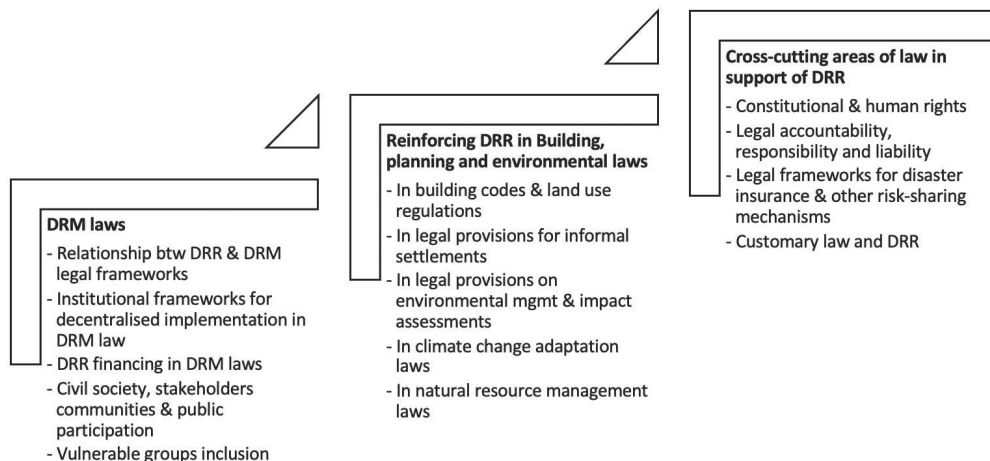 DRM laws
- Relationship btw DRR & DRM
legal frameworks
- Institutional frameworks for
decentralised implementation in
DRM law
- DRR financing in DRM laws
- Civil society, stakeholders
communities & public
participation
- Vulnerable groups inclusion
Reinforcing DRR in Building,
planning and environmental laws
- In building codes & land use
regulations
- In legal provisions for informal
settlements
- In legal provisions on
environmental mgmt & impact
assessments
- In climate change adaptation
laws
- In natural resource management
laws
Cross-cutting areas of law in
support of DRR
- Constitutional & human rights
- Legal accountability,
responsibility and liability
- Legal frameworks for disaster
insurance & other risk-sharing
mechanisms
- Customary law and DRR